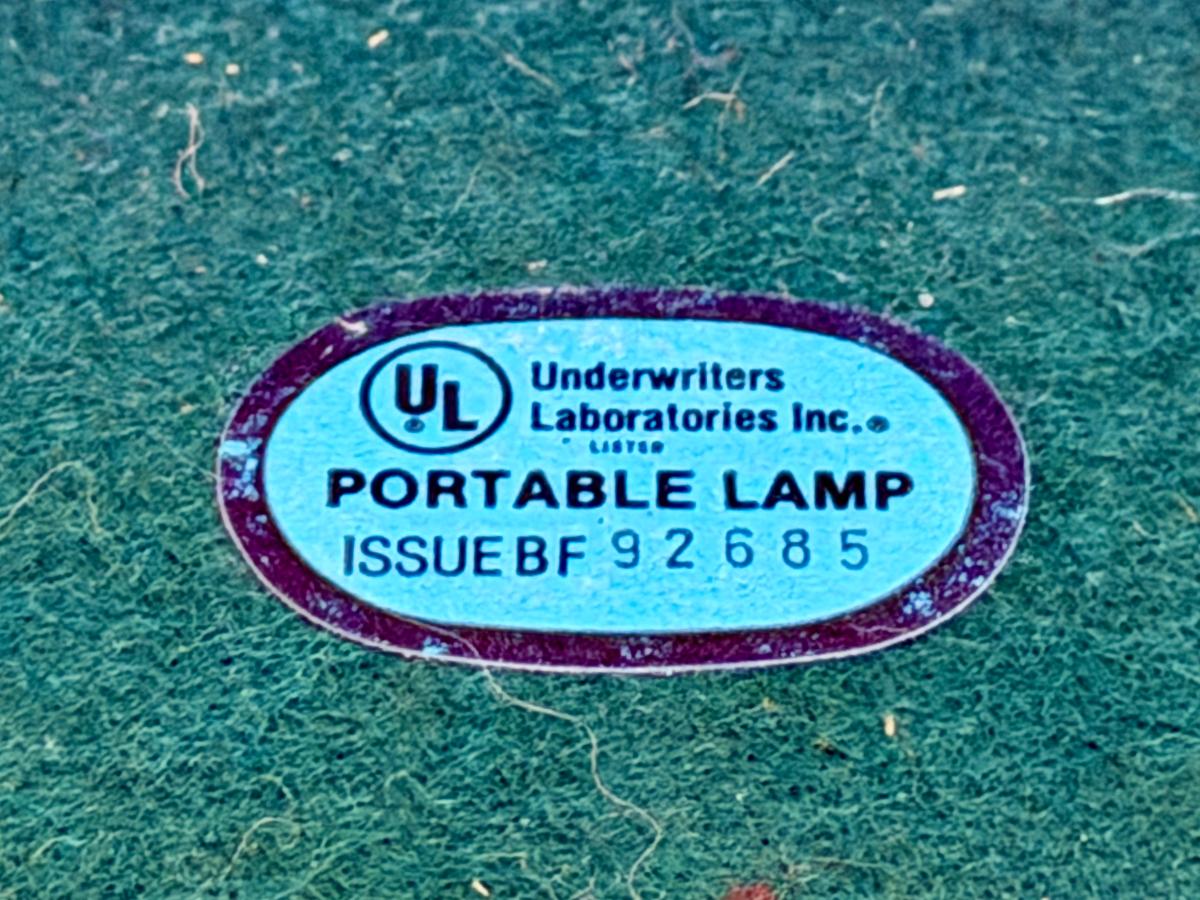 UL®
Underwriters
Laboratories Inc.®
LISTED
PORTABLE LAMP
ISSUE BF 92685